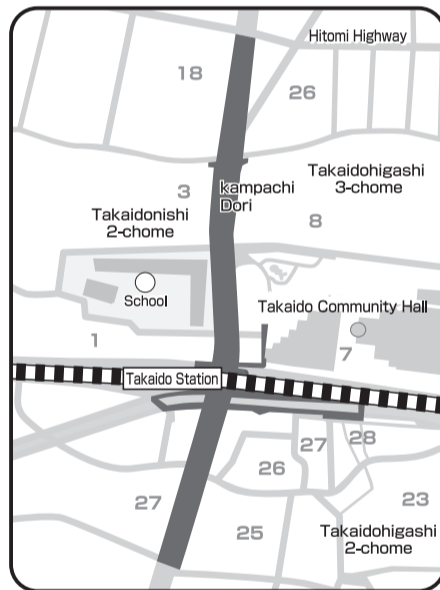 Hitomi Highway
18
26
kampachi
Dori
Takaidohigashi
3-chome
3
Takaidonishi
2-chome
8
School
Takaido Community Hall
1
7
Takaido Station
27
28
26
27
23
25
Takaidohigashi
2-chome